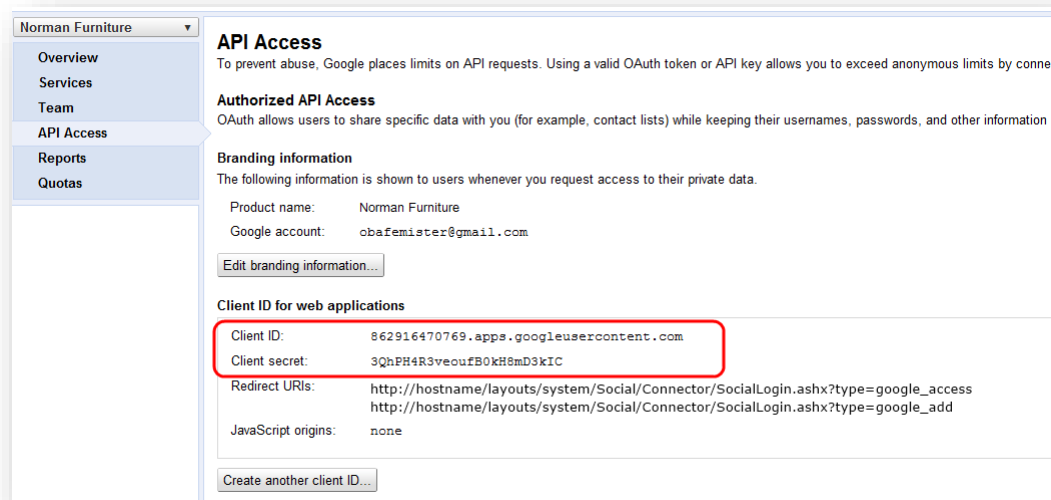 Norman Furniture
Overview
Services
Team
API Access
Reports
Quotas
API Access
To prevent abuse, Google places limits on API requests. Using a valid OAuth token or API key allows you to exceed anonymous limits by conne
Authorized API Access
OAuth allows users to share specific data with you (for example, contact lists) while keeping their usernames, passwords, and other information
Branding information
The following information is shown to users whenever you request access to their private data.
Product name: Norman Furniture
Google account: obafemister@gmail.com
Edit branding information...
Client ID for web applications
Client ID: 862916470769.apps.googleusercontent.com
Client secret: 3QhPH4R3veoufB0kH8mD3kIC
Redirect URIs: http://hostname/layouts/system/Social/Connector/SocialLogin.ashx?type=google_access
http://hostname/layouts/system/Social/Connector/SocialLogin.ashx?type=google_add
JavaScript origins: none
Create another client ID...